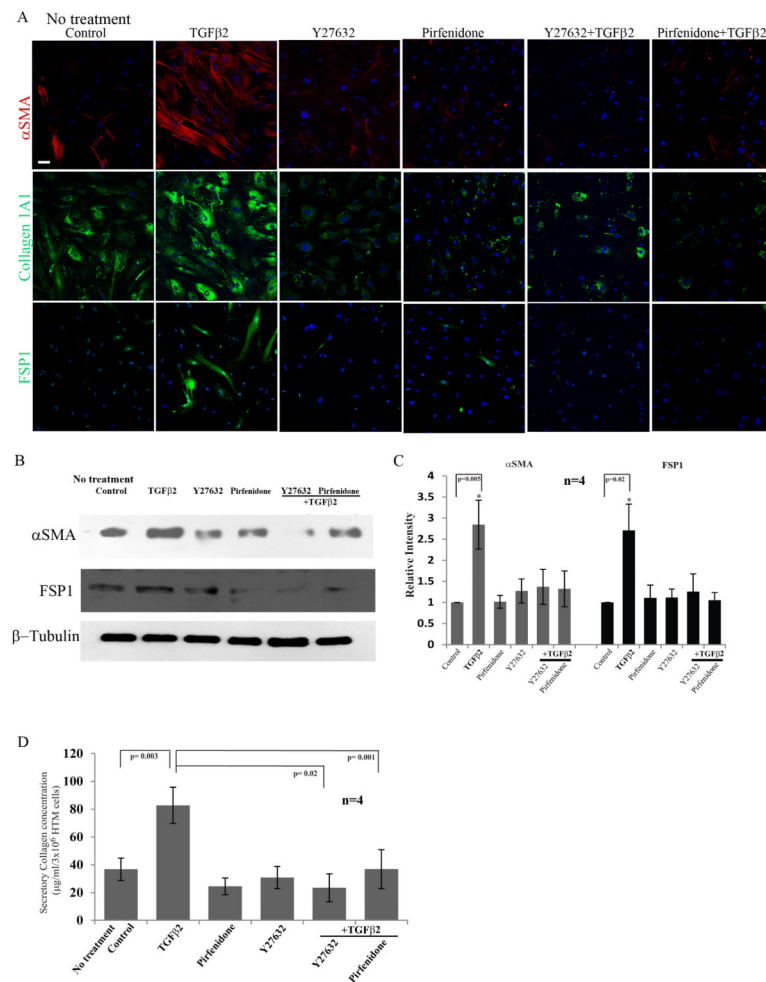 A
No treatment
Control TGFβ2 Y27632 Pirfenidone Y27632+TGFβ2 Pirfenidone+TGFβ2
αSMA
Collagen 1A1
FSP1
B
No treatment
Control TGFβ2 Y27632 Pirfenidone Y27632 Pirfenidone
+TGFβ2
αSMA
FSP1
β-Tubulin
C
αSMA n=4 FSP1
p=0.005 p=0.02
* *
Relative Intensity
4
3.5
3
2.5
2
1.5
1
0.5
0
Control TGFβ2 Pirfenidone Y27632 Y27632 Pirfenidone
+TGFβ2
Control TGFβ2 Pirfenidone Y27632 Y27632 Pirfenidone
+TGFβ2
D
Secretory Collagen concentration
(µg/ml/3x10⁶ HTM cells)
120
100
80
60
40
20
0
p= 0.003 p= 0.001
p= 0.02
n=4
No treatment
Control TGFβ2 Pirfenidone Y27632 Y27632 Pirfenidone
+TGFβ2